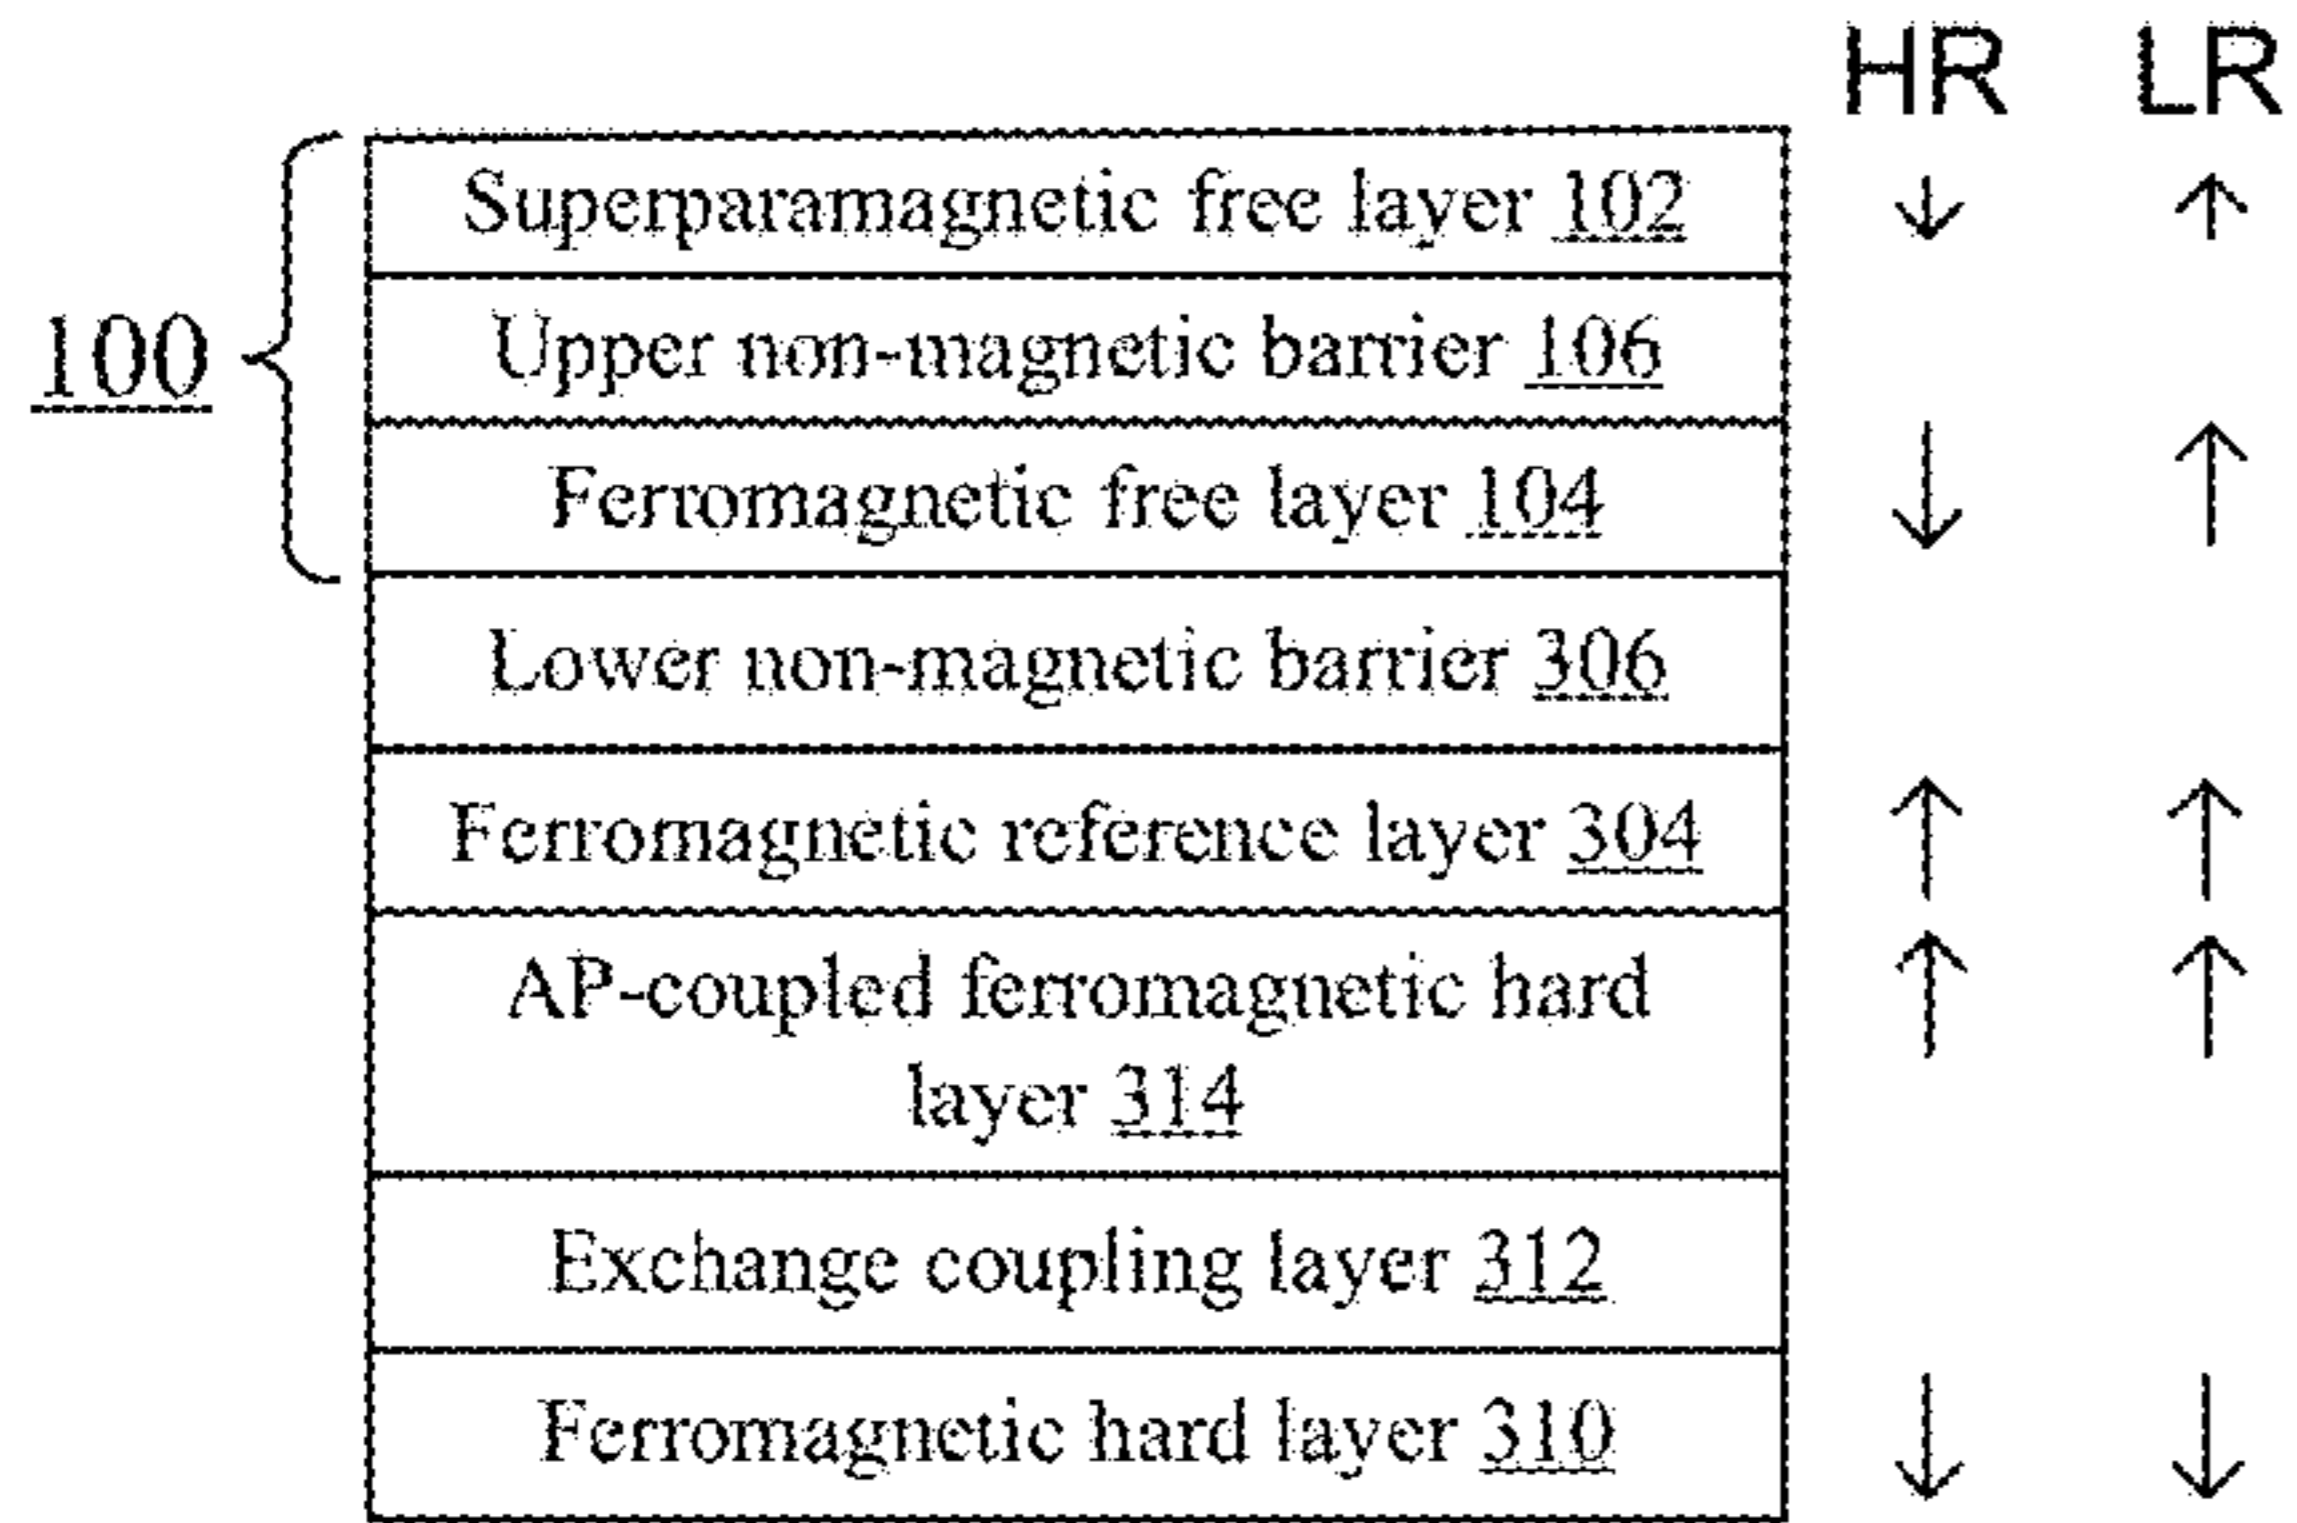 HR LR
Superparamagnetic free layer 102
Upper non-magnetic barrier 106
100
Ferromagnetic free layer 104
Lower non-magnetic barrier 306
Ferromagnetic reference layer 304
AP-coupled ferromagnetic hard
layer 314
Exchange coupling layer 312
Ferromagnetic hard layer 310